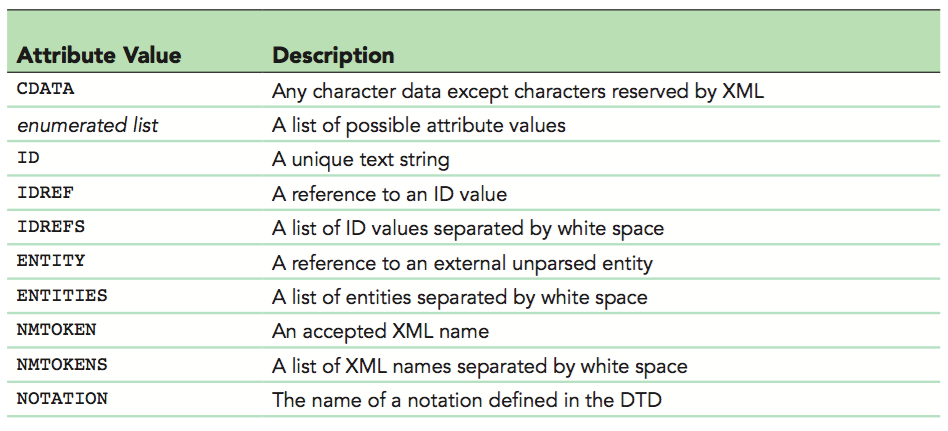 Attribute Value Description
CDATA Any character data except characters reserved by XML
enumerated list A list of possible attribute values
ID A unique text string
IDREF A reference to an ID value
IDREFS A list of ID values separated by white space
ENTITY A reference to an external unparsed entity
ENTITIES A list of entities separated by white space
NMTOKEN An accepted XML name
NMTOKENS A list of XML names separated by white space
NOTATION The name of a notation defined in the DTD